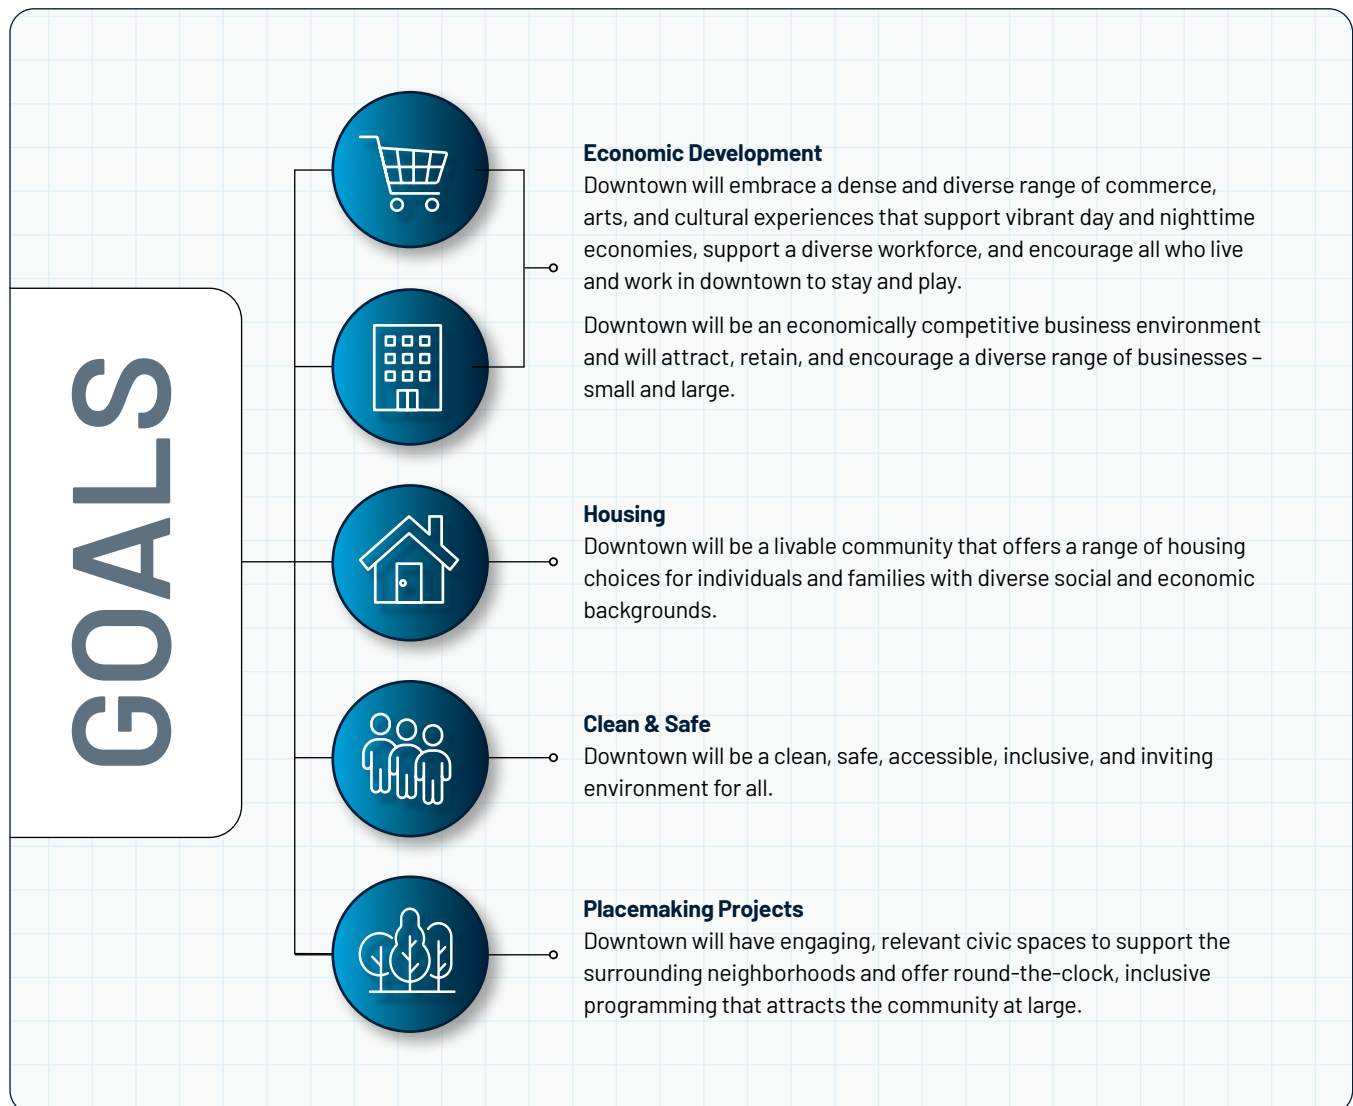 GOALS
Economic Development
Downtown will embrace a dense and diverse range of commerce,
arts, and cultural experiences that support vibrant day and nighttime
economies, support a diverse workforce, and encourage all who live
and work in downtown to stay and play.
Downtown will be an economically competitive business environment
and will attract, retain, and encourage a diverse range of businesses –
small and large.
Housing
Downtown will be a livable community that offers a range of housing
choices for individuals and families with diverse social and economic
backgrounds.
Clean & Safe
Downtown will be a clean, safe, accessible, inclusive, and inviting
environment for all.
Placemaking Projects
Downtown will have engaging, relevant civic spaces to support the
surrounding neighborhoods and offer round-the-clock, inclusive
programming that attracts the community at large.